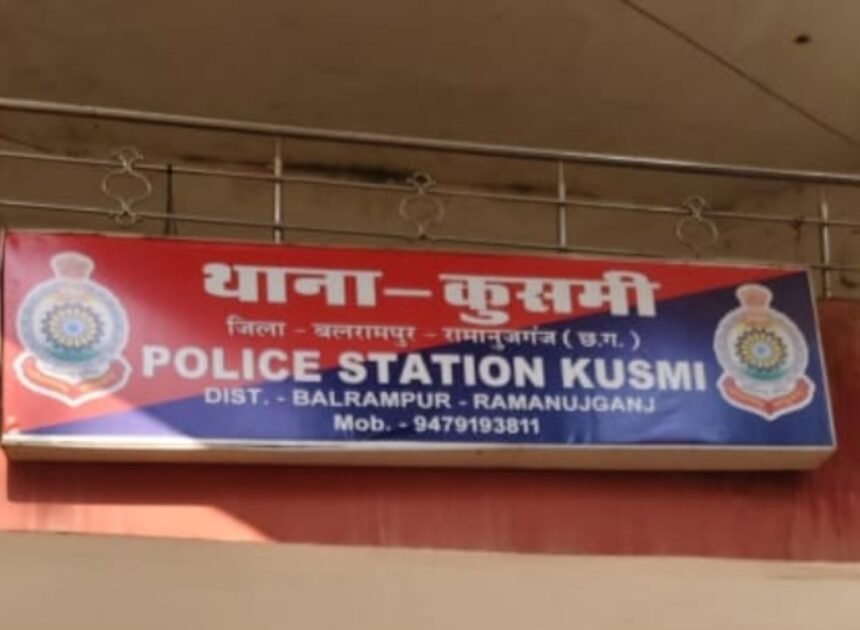 थाना – कुसमी
जिला - बलरामपुर - रामानुजगंज ( छ.ग. )
POLICE STATION KUSMI
DIST. - BALRAMPUR - RAMANUJGANJ
Mob. - 9479193811